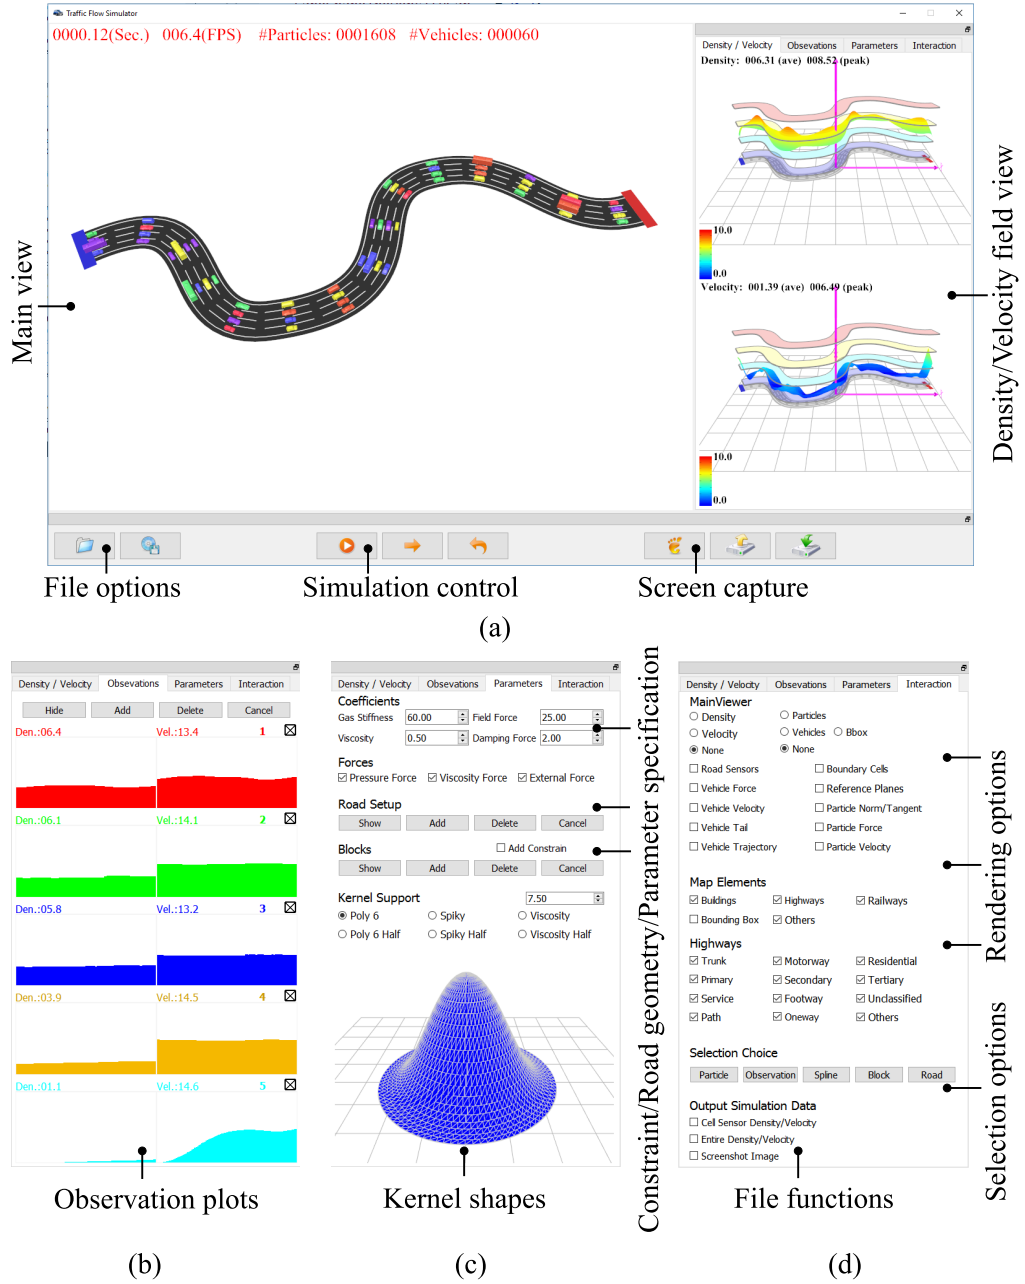 Traffic Flow Simulator
0000.12(Sec.) 006.4(FPS) #Particles: 0001608 #Vehicles: 000060
Density / Velocity Obsevations Parameters Interaction
Density: 006.31 (ave) 008.52 (peak)
10.0
0.0
Velocity: 001.39 (ave) 006.49 (peak)
10.0
0.0
Main view
Density/Velocity field view
File options
Simulation control
Screen capture
(a)
Density / Velocity Obsevations Parameters Interaction
Hide Add Delete Cancel
Den.:06.4 Vel.:13.4 1
Den.:06.1 Vel.:14.1 2
Den.:05.8 Vel.:13.2 3
Den.:03.9 Vel.:14.5 4
Den.:01.1 Vel.:14.6 5
Observation plots
(b)
Density / Velocity Obsevations Parameters Interaction
Coefficients
Gas Stiffness 60.00 Field Force 25.00
Viscosity 0.50 Damping Force 2.00
Forces
Pressure Force Viscosity Force External Force
Road Setup
Show Add Delete Cancel
Blocks Add Constrain
Show Add Delete Cancel
Kernel Support 7.50
Poly 6 Spiky Viscosity
Poly 6 Half Spiky Half Viscosity Half
Kernel shapes
(c)
Constraint/Road geometry/Parameter specification
Density / Velocity Obsevations Parameters Interaction
MainViewer
Density Particles
Velocity Vehicles Bbox
None None
Road Sensors Boundary Cells
Vehicle Force Reference Planes
Vehicle Velocity Particle Norm/Tangent
Vehicle Tail Particle Force
Vehicle Trajectory Particle Velocity
Map Elements
Buildings Highways Railways
Bounding Box Others
Highways
Trunk Motorway Residential
Primary Secondary Tertiary
Service Footway Unclassified
Path Oneway Others
Selection Choice
Particle Observation Spline Block Road
Output Simulation Data
Cell Sensor Density/Velocity
Entire Density/Velocity
Screenshot Image
File functions
(d)
Rendering options
Selection options